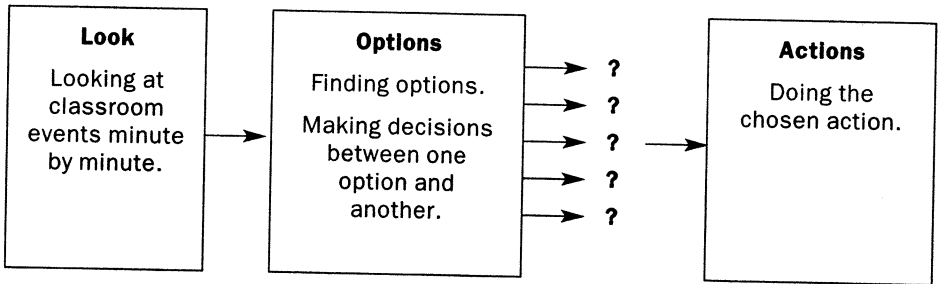 Look
Looking at
classroom
events minute
by minute.
Options
Finding options.
Making decisions
between one
option and
another.
?
?
?
?
?
Actions
Doing the
chosen action.